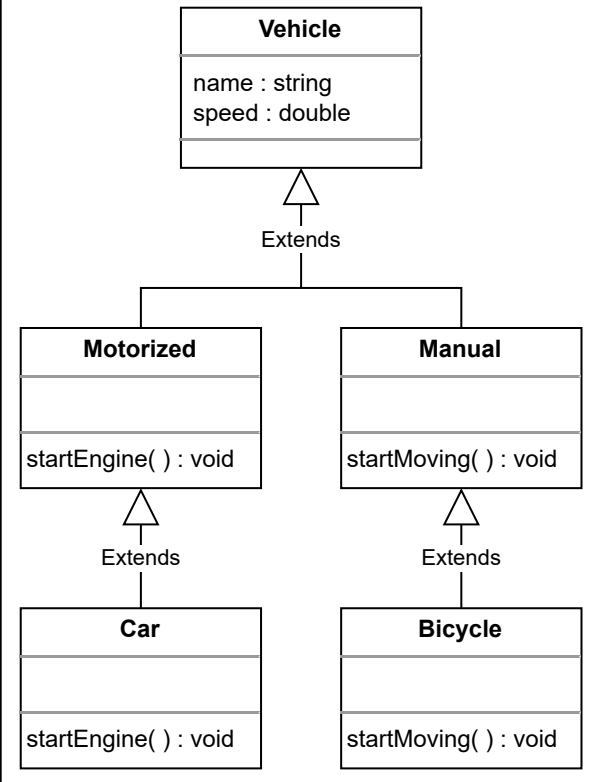 Vehicle
name : string
speed : double
Extends
Motorized
Manual
startEngine( ) : void
startMoving( ) : void
Extends
Extends
Car
Bicycle
startEngine( ) : void
startMoving( ) : void